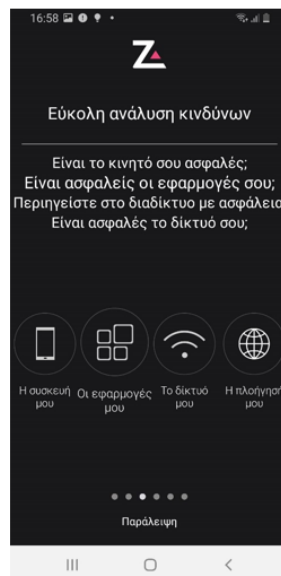 16:58
Εύκολη ανάλυση κινδύνων
Είναι το κινητό σου ασφαλές;
Είναι ασφαλείς οι εφαρμογές σου;
Περιηγείστε στο διαδίκτυο με ασφάλεια
Είναι ασφαλές το δίκτυό σου;
Η συσκευή μου
Οι εφαρμογές μου
Το δίκτυό μου
Η πλοήγησή μου
Παράλειψη